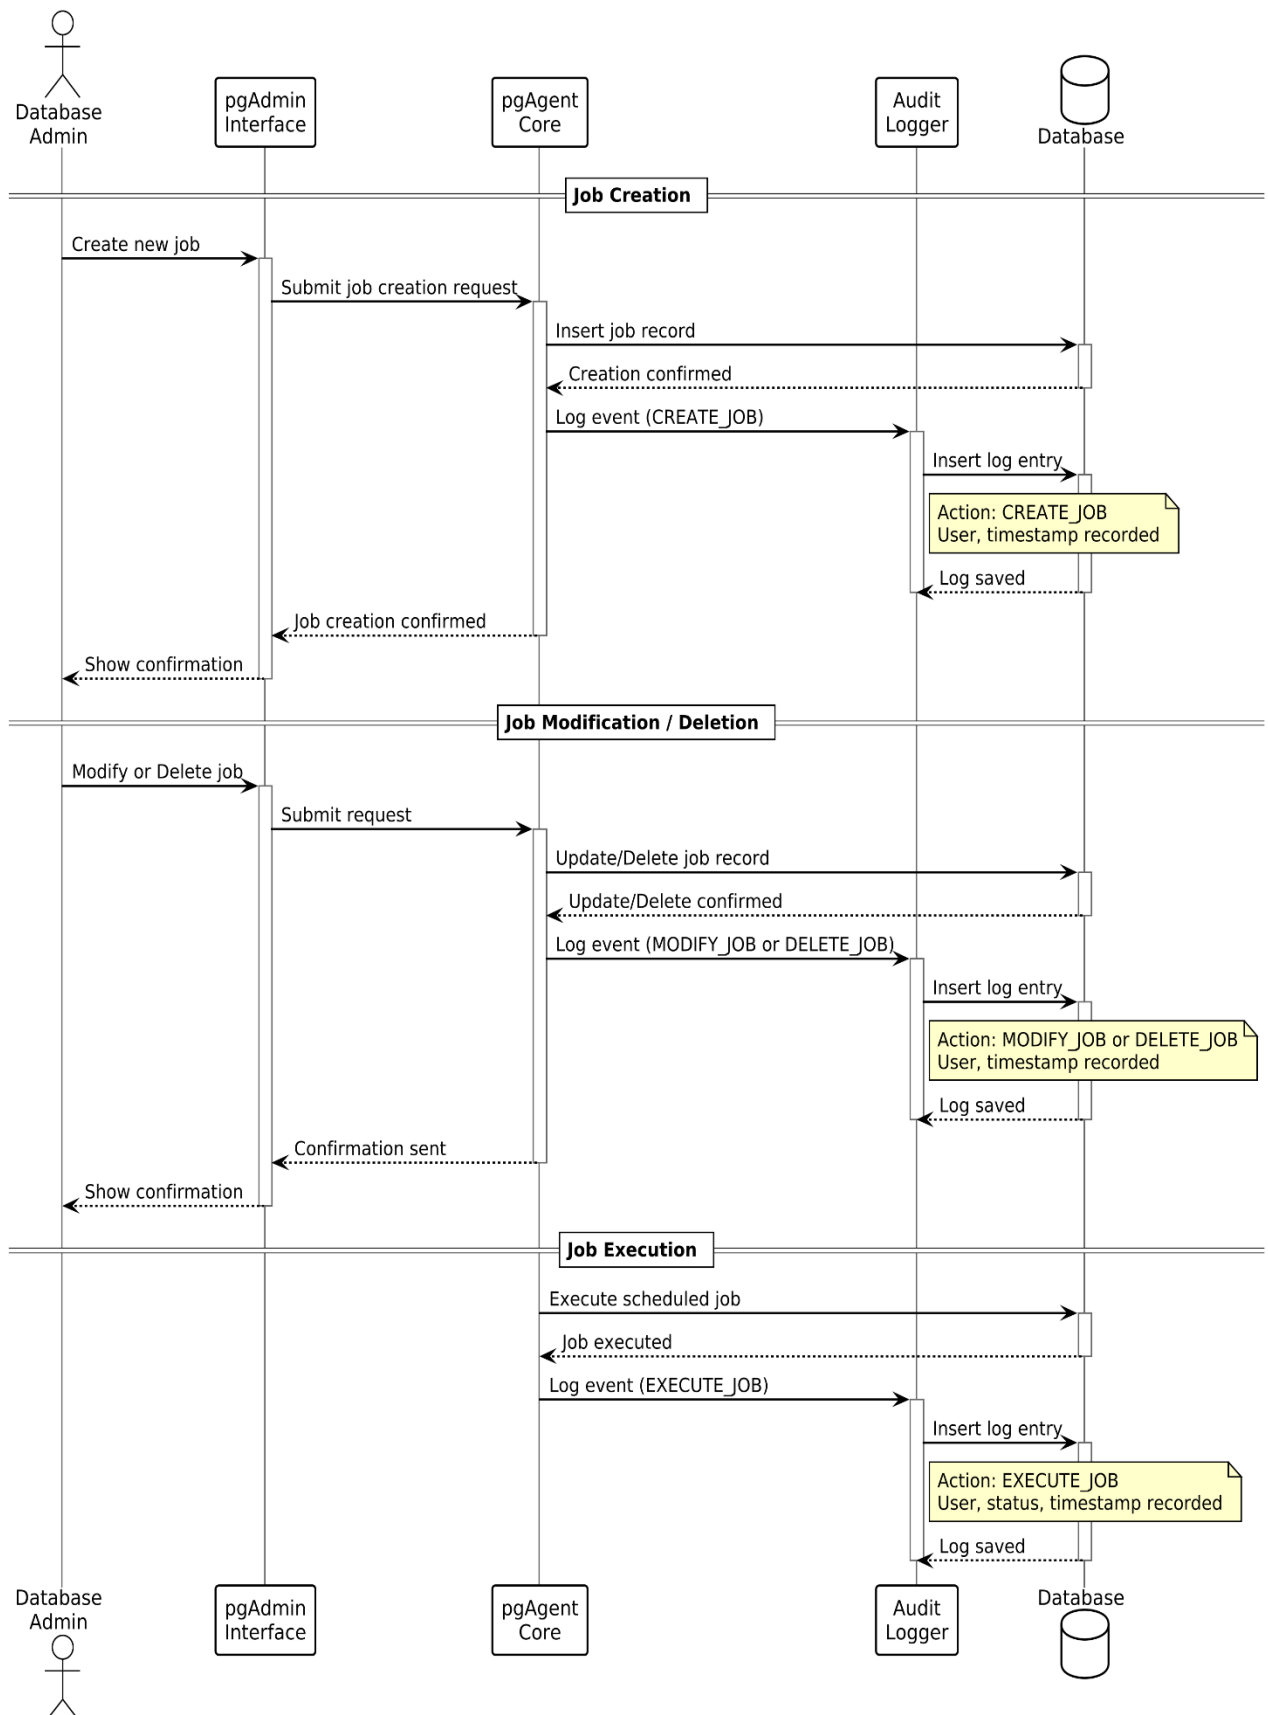 Database
Admin
pgAdmin
Interface
pgAgent
Core
Audit
Logger
Database
Job Creation
Create new job
Submit job creation request
Insert job record
Creation confirmed
Log event (CREATE_JOB)
Insert log entry
Action: CREATE_JOB
User, timestamp recorded
Log saved
Job creation confirmed
Show confirmation
Job Modification / Deletion
Modify or Delete job
Submit request
Update/Delete job record
Update/Delete confirmed
Log event (MODIFY_JOB or DELETE_JOB)
Insert log entry
Action: MODIFY_JOB or DELETE_JOB
User, timestamp recorded
Log saved
Confirmation sent
Show confirmation
Job Execution
Execute scheduled job
Job executed
Log event (EXECUTE_JOB)
Insert log entry
Action: EXECUTE_JOB
User, status, timestamp recorded
Log saved
Database
Admin
pgAdmin
Interface
pgAgent
Core
Audit
Logger
Database